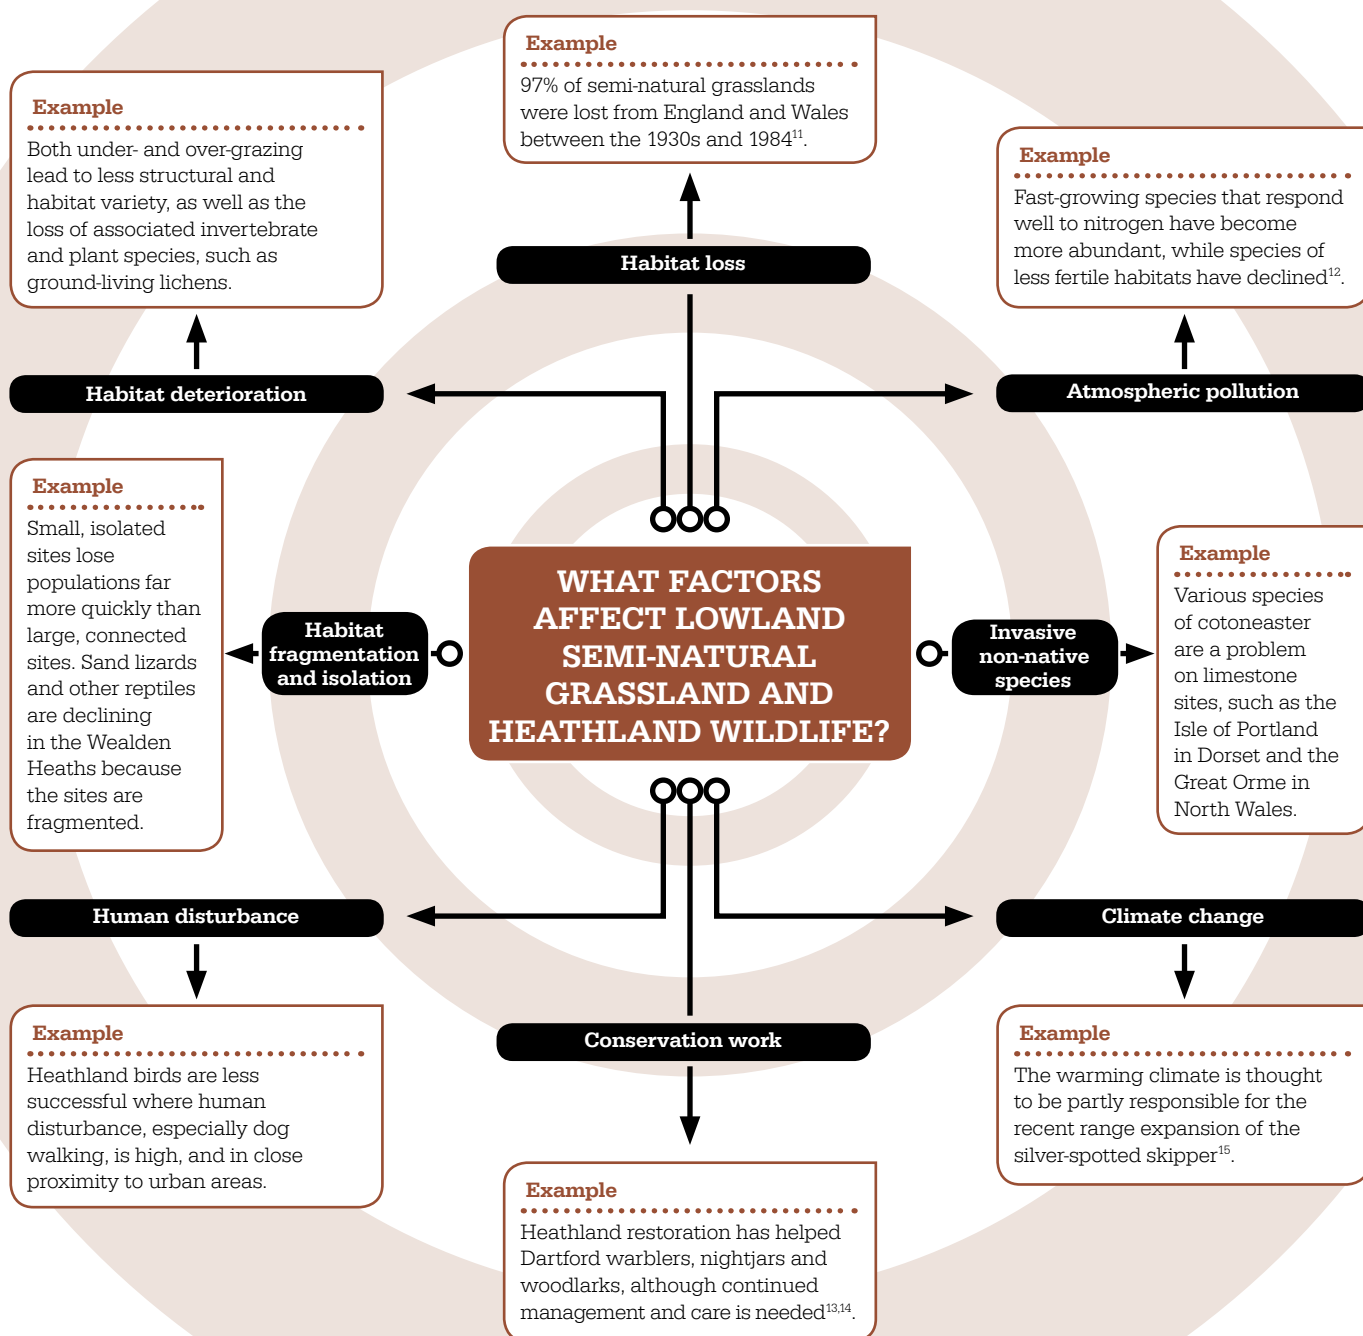 Example
97% of semi-natural grasslands
were lost from England and Wales
between the 1930s and 1984¹¹.
Habitat loss
Example
Both under- and over-grazing
lead to less structural and
habitat variety, as well as the
loss of associated invertebrate
and plant species, such as
ground-living lichens.
Habitat deterioration
Example
Fast-growing species that respond
well to nitrogen have become
more abundant, while species of
less fertile habitats have declined¹².
Atmospheric pollution
Example
Small, isolated
sites lose
populations far
more quickly than
large, connected
sites. Sand lizards
and other reptiles
are declining
in the Wealden
Heaths because
the sites are
fragmented.
Habitat
fragmentation
and isolation
WHAT FACTORS
AFFECT LOWLAND
SEMI-NATURAL
GRASSLAND AND
HEATHLAND WILDLIFE?
Invasive
non-native
species
Example
Various species
of cotoneaster
are a problem
on limestone
sites, such as the
Isle of Portland
in Dorset and the
Great Orme in
North Wales.
Human disturbance
Example
Heathland birds are less
successful where human
disturbance, especially dog
walking, is high, and in close
proximity to urban areas.
Conservation work
Example
Heathland restoration has helped
Dartford warblers, nightjars and
woodlarks, although continued
management and care is needed¹³,¹⁴.
Climate change
Example
The warming climate is thought
to be partly responsible for the
recent range expansion of the
silver-spotted skipper¹⁵.